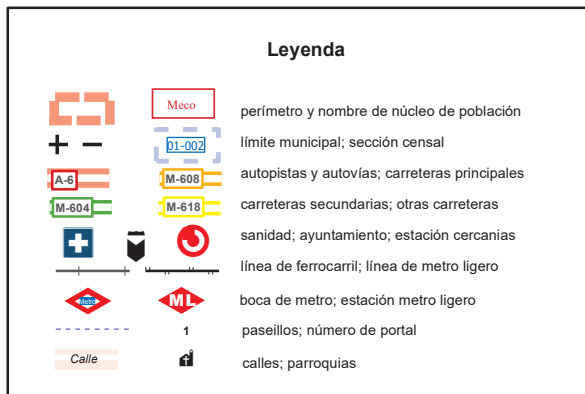 Leyenda
Meco perímetro y nombre de núcleo de población
01-002 límite municipal; sección censal
A-6 M-608 autopistas y autovías; carreteras principales
M-604 M-618 carreteras secundarias; otras carreteras
sanidad; ayuntamiento; estación cercanias
línea de ferrocarril; línea de metro ligero
Metro ML boca de metro; estación metro ligero
1 paseillos; número de portal
Calle calles; parroquias